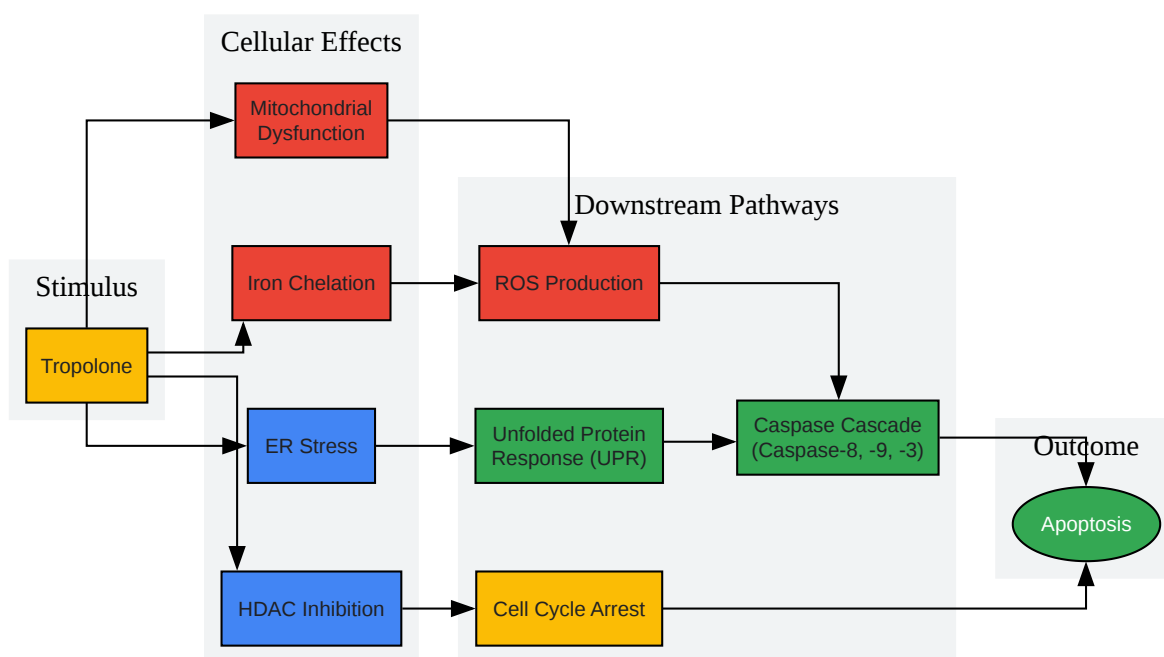 Cellular Effects
Mitochondrial
Dysfunction
Downstream Pathways
Stimulus
Iron Chelation
ROS Production
Tropolone
ER Stress
Unfolded Protein
Response (UPR)
Caspase Cascade
(Caspase-8, -9, -3)
Outcome
Apoptosis
HDAC Inhibition
Cell Cycle Arrest